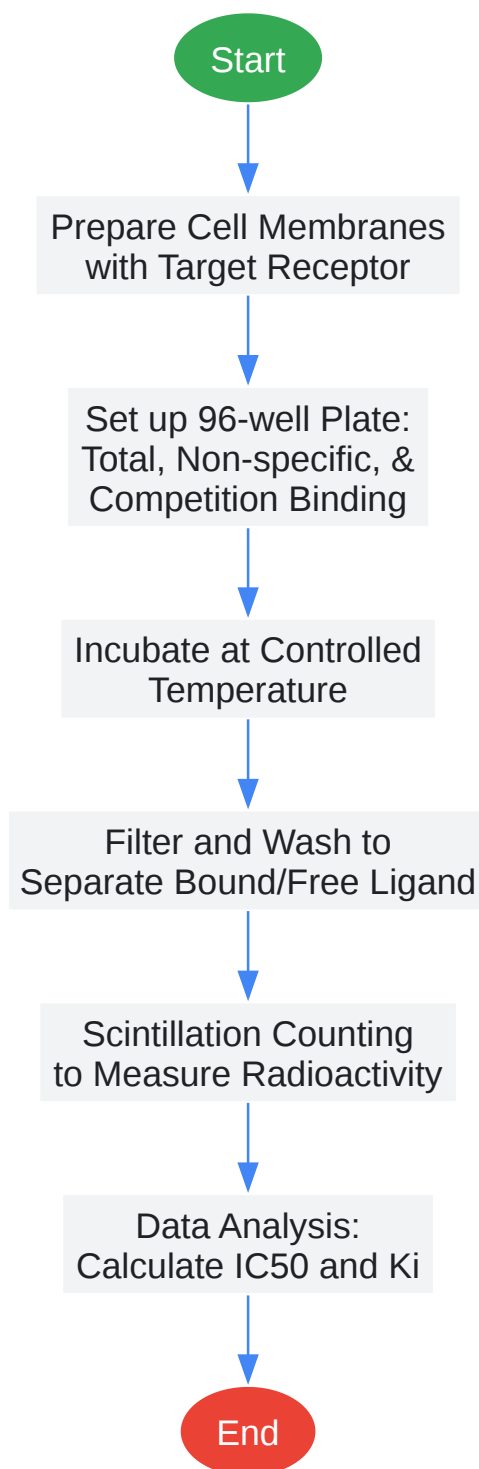 Start
Prepare Cell Membranes
with Target Receptor
Set up 96-well Plate:
Total, Non-specific, &
Competition Binding
Incubate at Controlled
Temperature
Filter and Wash to
Separate Bound/Free Ligand
Scintillation Counting
to Measure Radioactivity
Data Analysis:
Calculate IC50 and Ki
End